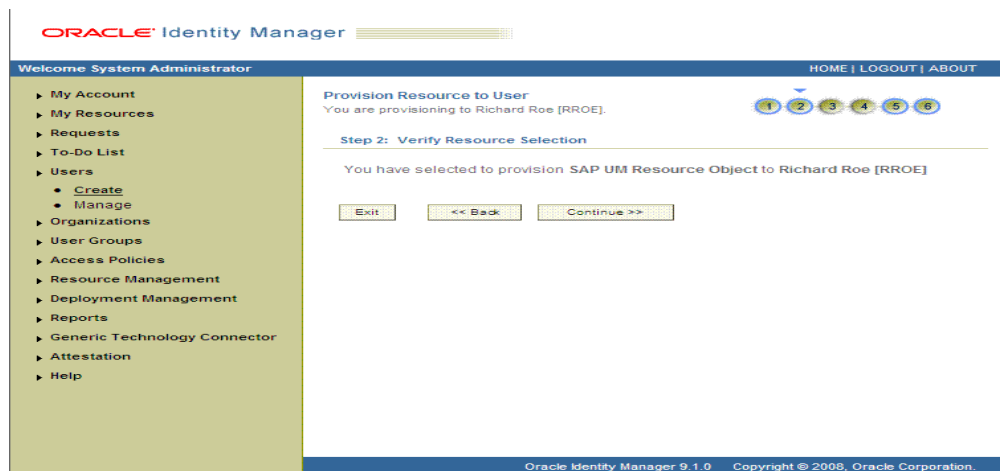 ORACLE Identity Manager
Welcome System Administrator
HOME | LOGOUT | ABOUT
My Account
My Resources
Requests
To-Do List
Users
Create
Manage
Organizations
User Groups
Access Policies
Resource Management
Deployment Management
Reports
Generic Technology Connector
Attestation
Help
Provision Resource to User
You are provisioning to Richard Roe [RROE].
1 2 3 4 5 6
Step 2: Verify Resource Selection
You have selected to provision SAP UM Resource Object to Richard Roe [RROE]
Exit
<< Back
Continue >>
Oracle Identity Manager 9.1.0 Copyright © 2008, Oracle Corporation.